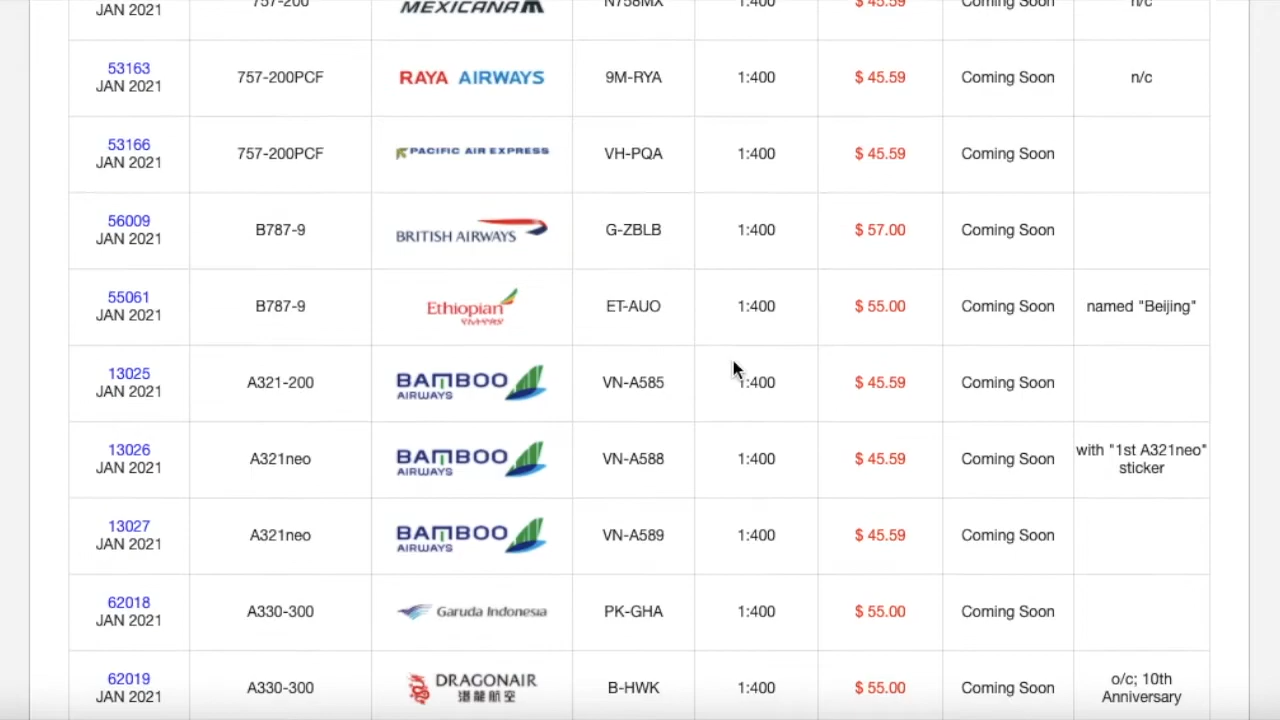 JAN 2021 757-200 MEXICANA N758MX 1:400 $ 45.59 Coming Soon n/c
53163
JAN 2021 757-200PCF RAYA AIRWAYS 9M-RYA 1:400 $ 45.59 Coming Soon n/c
53166
JAN 2021 757-200PCF PACIFIC AIR EXPRESS VH-PQA 1:400 $ 45.59 Coming Soon
56009
JAN 2021 B787-9 BRITISH AIRWAYS G-ZBLB 1:400 $ 57.00 Coming Soon
55061
JAN 2021 B787-9 Ethiopian ET-AUO 1:400 $ 55.00 Coming Soon named "Beijing"
13025
JAN 2021 A321-200 BAMBOO AIRWAYS VN-A585 1:400 $ 45.59 Coming Soon
13026
JAN 2021 A321neo BAMBOO AIRWAYS VN-A588 1:400 $ 45.59 Coming Soon with "1st A321neo"
sticker
13027
JAN 2021 A321neo BAMBOO AIRWAYS VN-A589 1:400 $ 45.59 Coming Soon
62018
JAN 2021 A330-300 Garuda Indonesia PK-GHA 1:400 $ 55.00 Coming Soon
62019
JAN 2021 A330-300 DRAGONAIR 港龍航空 B-HWK 1:400 $ 55.00 Coming Soon o/c; 10th
Anniversary